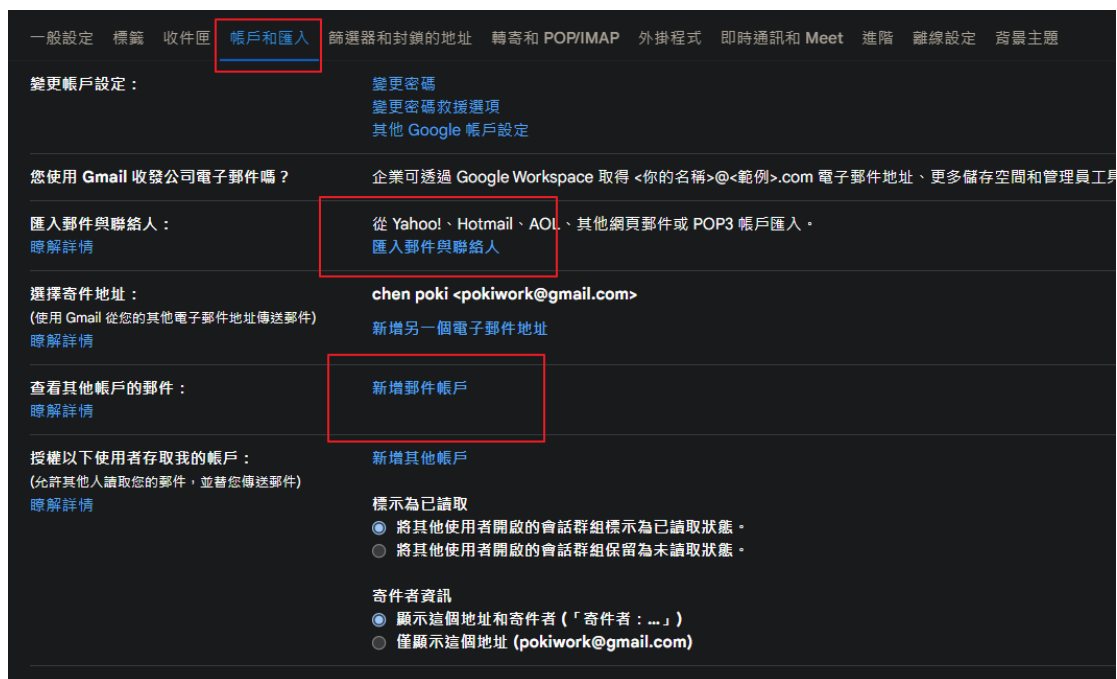 一般設定 標籤 收件匣 帳戶和匯入 篩選器和封鎖的地址 轉寄和 POP/IMAP 外掛程式 即時通訊和 Meet 進階 離線設定 背景主題
變更帳戶設定： 變更密碼
變更密碼救援選項
其他 Google 帳戶設定
您使用 Gmail 收發公司電子郵件嗎？ 企業可透過 Google Workspace 取得 <你的名稱>@<範例>.com 電子郵件地址、更多儲存空間和管理員工具
匯入郵件與聯絡人： 從 Yahoo!、Hotmail、AOL、其他網頁郵件或 POP3 帳戶匯入。
瞭解詳情 匯入郵件與聯絡人
選擇寄件地址： chen poki <pokiwork@gmail.com>
(使用 Gmail 從您的其他電子郵件地址傳送郵件)
新增另一個電子郵件地址
瞭解詳情
查看其他帳戶的郵件： 新增郵件帳戶
瞭解詳情
授權以下使用者存取我的帳戶： 新增其他帳戶
(允許其他人讀取您的郵件，並替您傳送郵件)
瞭解詳情 標示為已讀取
將其他使用者開啟的會話群組標示為已讀取狀態。
將其他使用者開啟的會話群組保留為未讀取狀態。
寄件者資訊
顯示這個地址和寄件者 (「寄件者：...」)
僅顯示這個地址 (pokiwork@gmail.com)